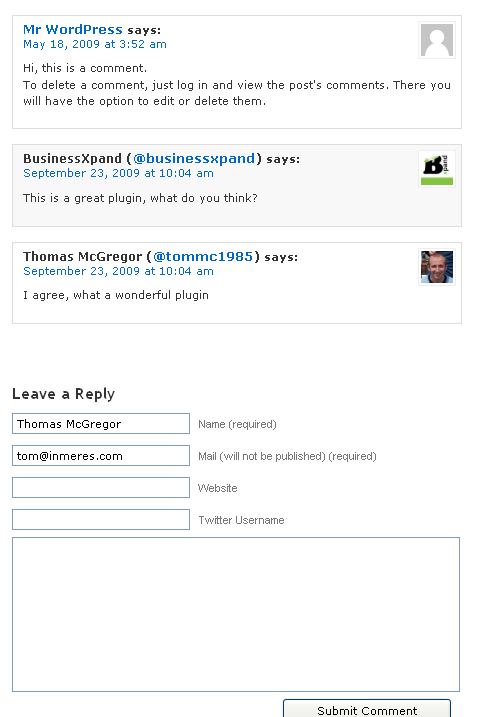 Mr WordPress says:
May 18, 2009 at 3:52 am
Hi, this is a comment.
To delete a comment, just log in and view the post's comments. There you
will have the option to edit or delete them.
BusinessXpand (@businessxpand) says:
September 23, 2009 at 10:04 am
This is a great plugin, what do you think?
Thomas McGregor (@tommc1985) says:
September 23, 2009 at 10:04 am
I agree, what a wonderful plugin
Leave a Reply
Thomas McGregor Name (required)
tom@inmeres.com Mail (will not be published) (required)
Website
Twitter Username
Submit Comment